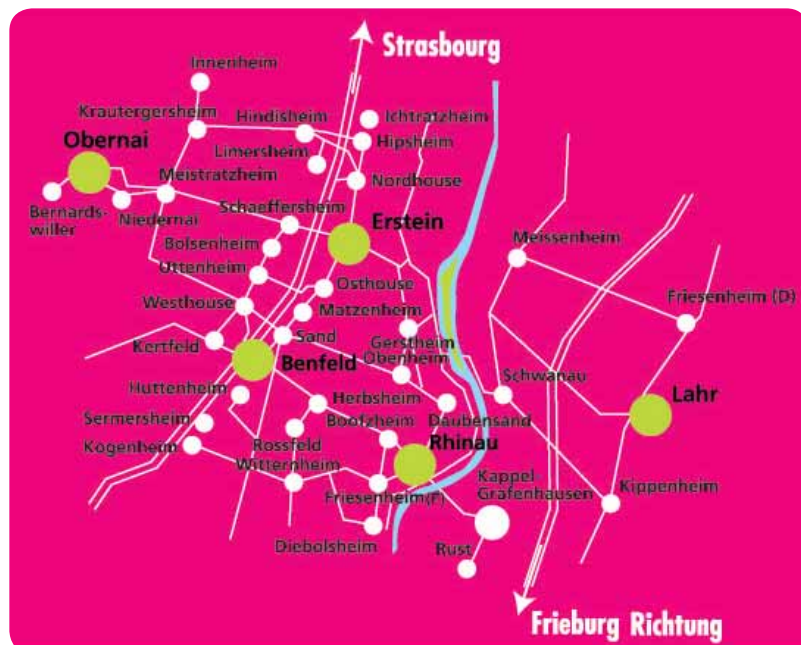 Strasbourg
Innenheim
Krautergersheim
Hindisheim
Ichtratzheim
Hipsheim
Obernai
Limersheim
Meistratzheim
Nordhouse
Bernards-
willer
Niedernai
Schaeffersheim
Erstein
Bolsenheim
Uttenheim
Meissenheim
Osthouse
Westhouse
Matzenheim
Friesenheim (D)
Kertfeld
Sand
Gerstheim
Benfeld
Obenheim
Schwanau
Huttenheim
Herbsheim
Lahr
Sermersheim
Boofzheim
Daubensand
Kogenheim
Rossfeld
Rhinau
Witternheim
Kappel
Grafenhausen
Friesenheim(F)
Kippenheim
Diebolsheim
Rust
Frieburg Richtung